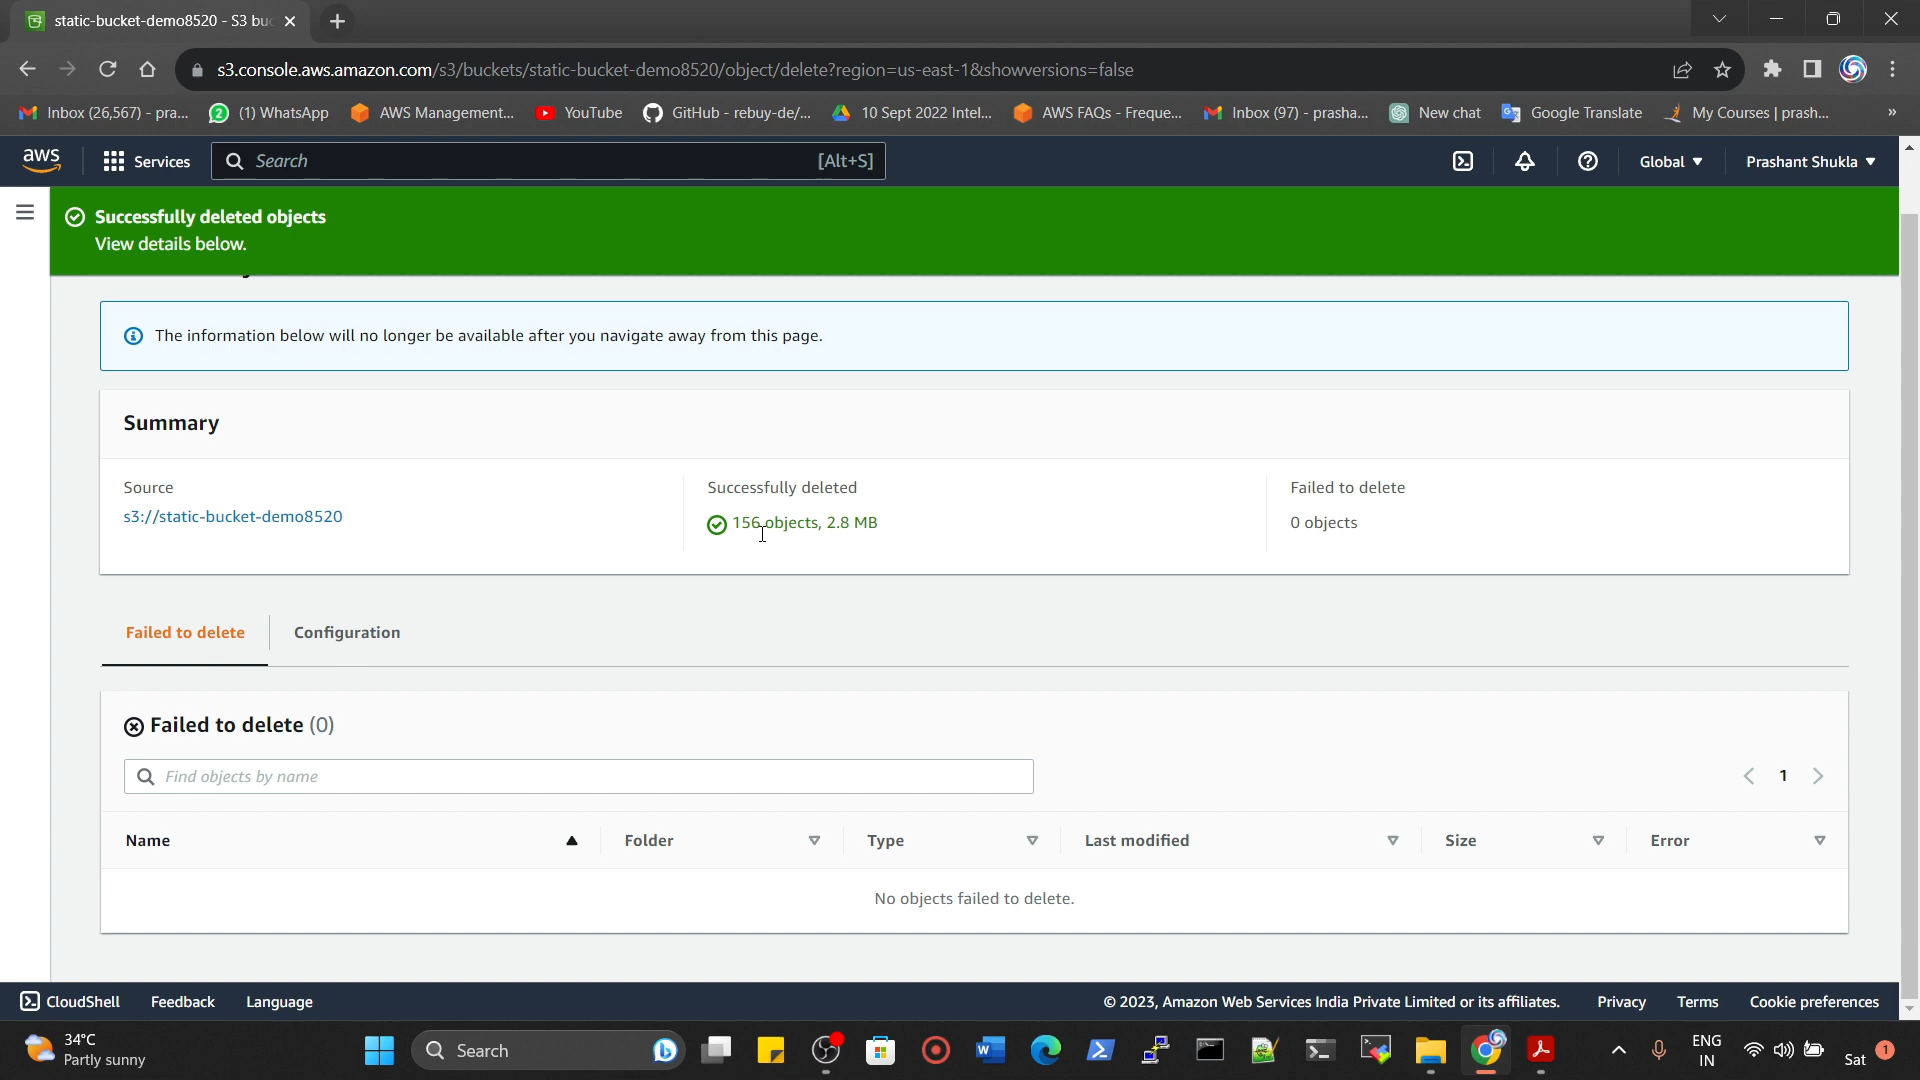 static-bucket-demo8520 - S3 buc
s3.console.aws.amazon.com/s3/buckets/static-bucket-demo8520/object/delete?region=us-east-1&showversions=false
Inbox (26,567) - pra...
(1) WhatsApp
AWS Management...
YouTube
GitHub - rebuy-de/...
10 Sept 2022 Intel...
AWS FAQs - Freque...
Inbox (97) - prasha...
New chat
Google Translate
My Courses | prash...
»
aws
Services
Search
[Alt+S]
Global
Prashant Shukla
Successfully deleted objects
View details below.
The information below will no longer be available after you navigate away from this page.
Summary
Source
Successfully deleted
Failed to delete
s3://static-bucket-demo8520
156 objects, 2.8 MB
0 objects
Failed to delete
Configuration
Failed to delete (0)
Find objects by name
1
Name
Folder
Type
Last modified
Size
Error
No objects failed to delete.
CloudShell
Feedback
Language
© 2023, Amazon Web Services India Private Limited or its affiliates.
Privacy
Terms
Cookie preferences
34°C
Partly sunny
Search
ENG
IN
Sat
1